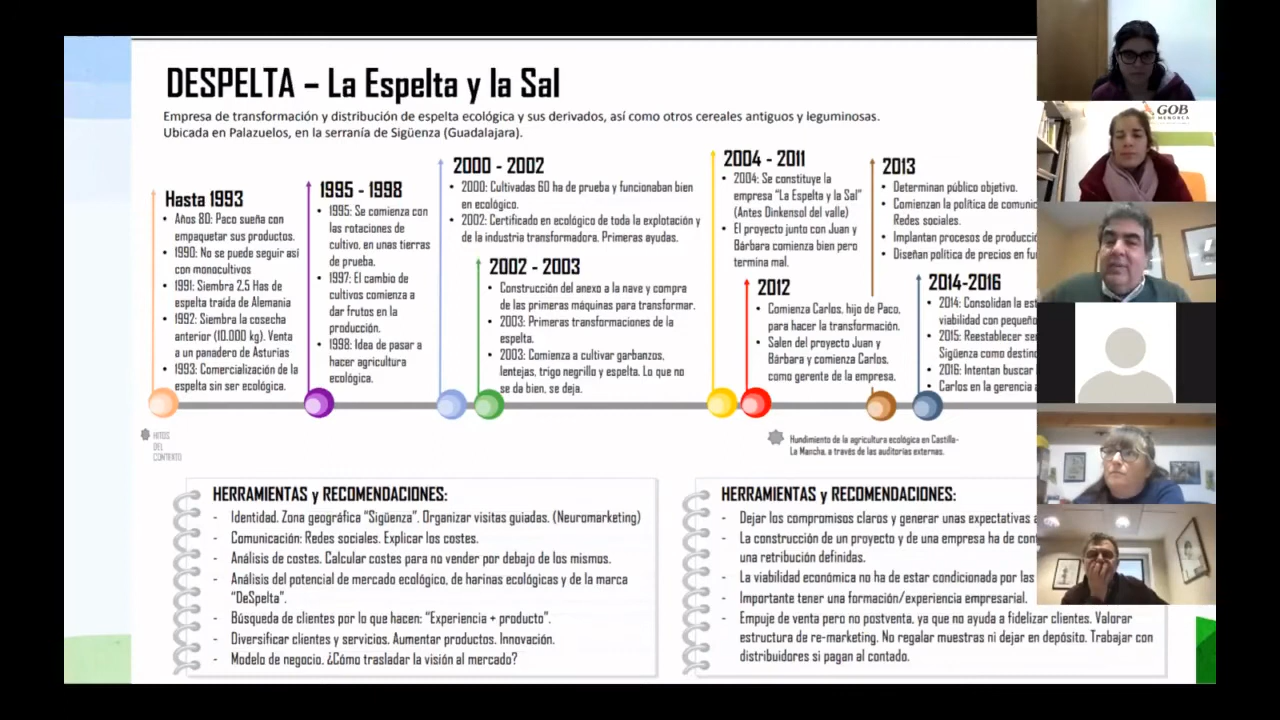 DESPELTA – La Espelta y la Sal
Empresa de transformación y distribución de espelta ecológica y sus derivados, así como otros cereales antiguos y leguminosas.
Ubicada en Palazuelos, en la serranía de Sigüenza (Guadalajara).
Hasta 1993
• Años 80: Paco sueña con
empaquetar sus productos.
• 1990: No se puede seguir así
con monocultivos
• 1991: Siembra 2,5 Has de
espelta traída de Alemania
• 1992: Siembra la cosecha
anterior (10.000 kg). Venta
a un panadero de Asturias
• 1993: Comercialización de la
espelta sin ser ecológica.
1995 - 1998
• 1995: Se comienza con
las rotaciones de
cultivo, en unas tierras
de prueba.
• 1997: El cambio de
cultivos comienza a
dar frutos en la
producción.
• 1998: Idea de pasar a
hacer agricultura
ecológica.
2000 - 2002
• 2000: Cultivadas 60 ha de prueba y funcionaban bien
en ecológico.
• 2002: Certificado en ecológico de toda la explotación y
de la industria transformadora. Primeras ayudas.
2002 - 2003
• Construcción del anexo a la nave y compra
de las primeras máquinas para transformar.
• 2003: Primeras transformaciones de la
espelta.
• 2003: Comienza a cultivar garbanzos,
lentejas, trigo negrillo y espelta. Lo que no
se da bien, se deja.
2004 - 2011
• 2004: Se constituye la
empresa “La Espelta y la Sal”
(Antes Dinkensol del valle)
• El proyecto junto con Juan y
Bárbara comienza bien pero
termina mal.
2012
• Comienza Carlos, hijo de Paco,
para hacer la transformación.
• Salen del proyecto Juan y
Bárbara y comienza Carlos,
como gerente de la empresa.
2013
• Determinan público objetivo.
• Comienzan la política de
Redes sociales.
• Implantan procesos de
• Diseñan política de precios en
2014-2016
• 2014: Consolidan la
viabilidad con
• 2015: Reestablecer
Sigüenza como
• 2016: Intentan buscar
• Carlos en la gerencia
HITOS
DEL
CONTEXTO
Hundimiento de la agricultura ecológica en Castilla-
La Mancha, a través de las auditorias externas.
HERRAMIENTAS y RECOMENDACIONES:
- Identidad. Zona geográfica “Sigüenza”. Organizar visitas guiadas. (Neuromarketing)
- Comunicación: Redes sociales. Explicar los costes.
- Análisis de costes. Calcular costes para no vender por debajo de los mismos.
- Análisis del potencial de mercado ecológico, de harinas ecológicas y de la marca
“DeSpelta”.
- Búsqueda de clientes por lo que hacen: “Experiencia + producto”.
- Diversificar clientes y servicios. Aumentar productos. Innovación.
- Modelo de negocio. ¿Cómo trasladar la visión al mercado?
HERRAMIENTAS y RECOMENDACIONES:
- Dejar los compromisos claros y generar unas expectativas
- La construcción de un proyecto y de una empresa ha de
una retribución definidas.
- La viabilidad económica no ha de estar condicionada por las
- Importante tener una formación/experiencia empresarial.
- Empuje de venta pero no postventa, ya que no ayuda a fidelizar clientes. Valorar
estructura de re-marketing. No regalar muestras ni dejar en depósito. Trabajar con
distribuidores si pagan al contado.
GOB
MENORCA